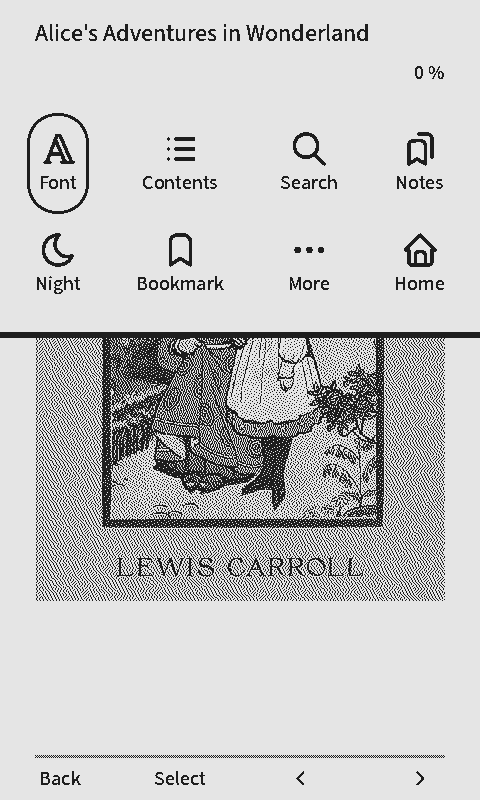 Alice's Adventures in Wonderland
0 %
Font Contents Search Notes
Night Bookmark More Home
LEWIS CARROLL
Back Select < >